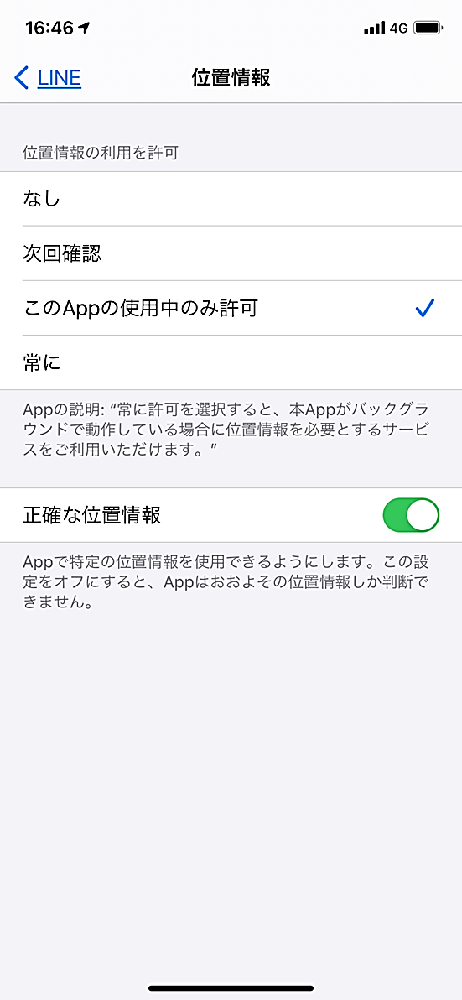 16:46 4G
LINE 位置情報
位置情報の利用を許可
なし
次回確認
このAppの使用中のみ許可
常に
Appの説明: “常に許可を選択すると、本Appがバックグラ
ウンドで動作している場合に位置情報を必要とするサービ
スをご利用いただけます。”
正確な位置情報
Appで特定の位置情報を使用できるようにします。この設
定をオフにすると、Appはおおよその位置情報しか判断で
きません。